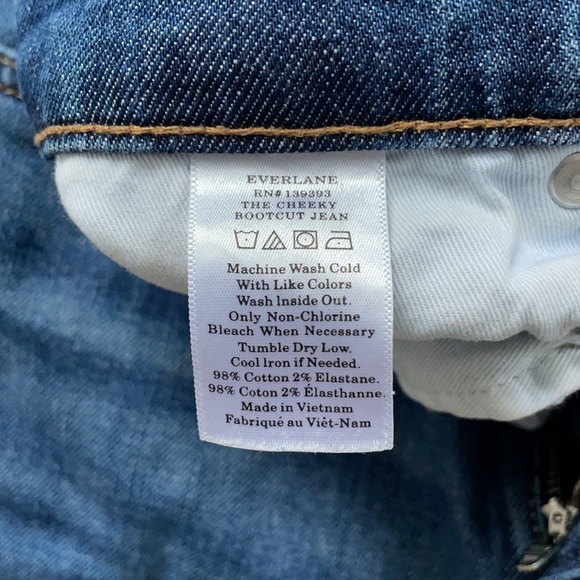 EVERLANE
RN# 139393
THE CHEEKY
BOOTCUT JEAN
Machine Wash Cold
With Like Colors
Wash Inside Out.
Only Non-Chlorine
Bleach When Necessary
Tumble Dry Low.
Cool Iron if Needed.
98% Cotton 2% Elastane.
98% Coton 2% Elasthanne.
Made in Vietnam
Fabriqué au Viêt-Nam